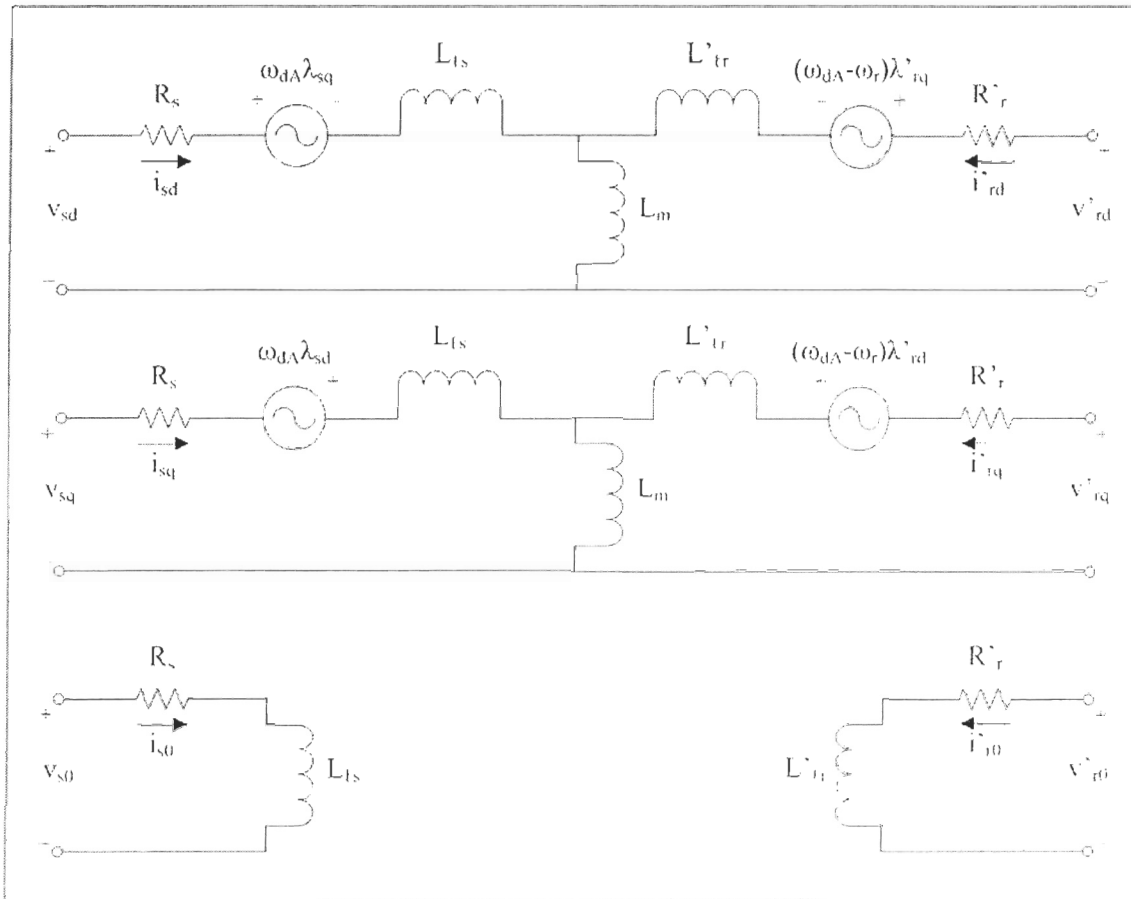 L_ls L'_lr
ω_dA λ_sq (ω_dA-ω_r)λ'_rq
R_s + - - + R'_r
+ i_sd i'_rd +
v_sd L_m v'_rd
- -
L_ls L'_lr
ω_dA λ_sd (ω_dA-ω_r)λ'_rd
R_s + - R'_r
+ i_sq i'_rq +
v_sq L_m v'_rq
R_s R'_r
+ i_s0 i'_r0 +
v_s0 L_ls L'_lr v'_r0
-